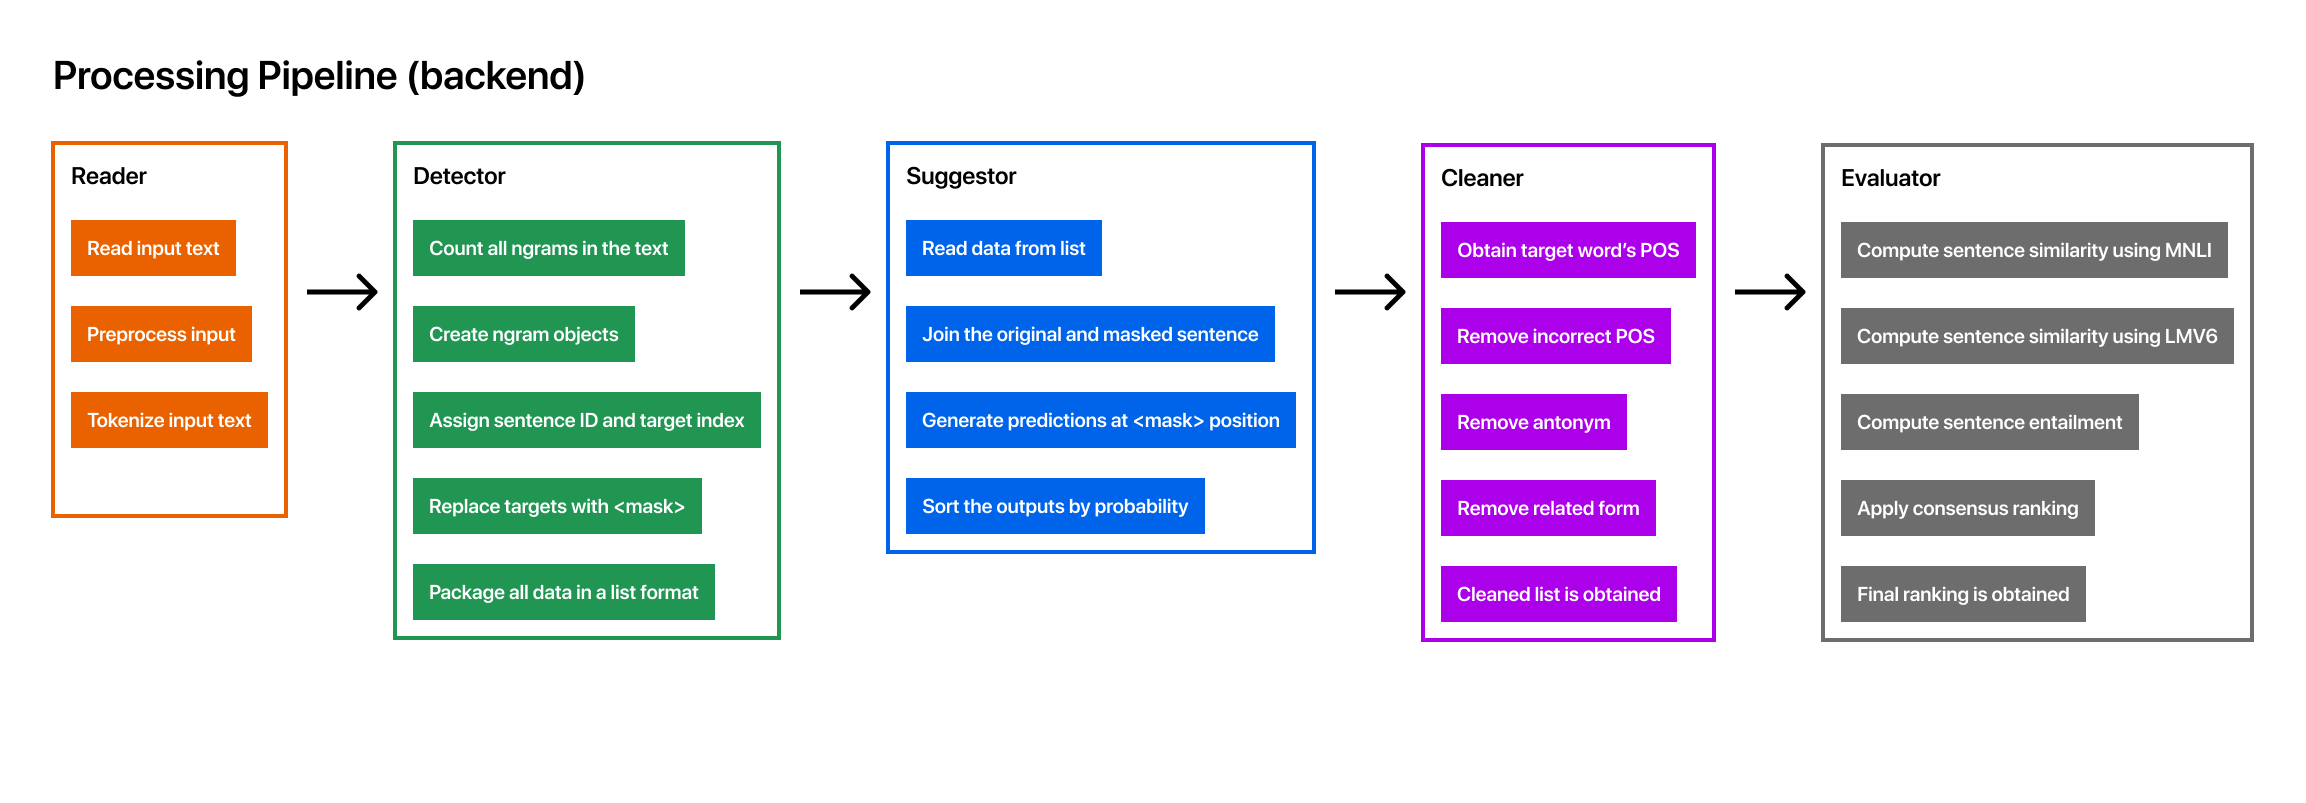 Processing Pipeline (backend)
Reader
Read input text
Preprocess input
Tokenize input text
Detector
Count all ngrams in the text
Create ngram objects
Assign sentence ID and target index
Replace targets with <mask>
Package all data in a list format
Suggestor
Read data from list
Join the original and masked sentence
Generate predictions at <mask> position
Sort the outputs by probability
Cleaner
Obtain target word’s POS
Remove incorrect POS
Remove antonym
Remove related form
Cleaned list is obtained
Evaluator
Compute sentence similarity using MNLI
Compute sentence similarity using LMV6
Compute sentence entailment
Apply consensus ranking
Final ranking is obtained